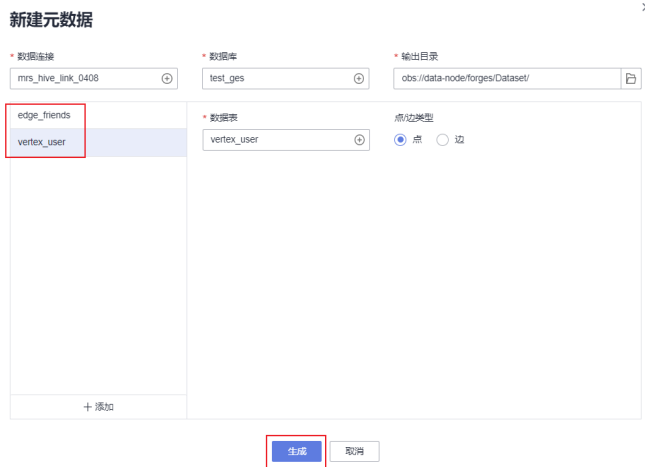 新建元数据
* 数据连接 * 数据库 * 输出目录
mrs_hive_link_0408 test_ges obs://data-node/forges/Dataset/
edge_friends
vertex_user
* 数据表 点/边类型
vertex_user 点 边
+ 添加
生成 取消